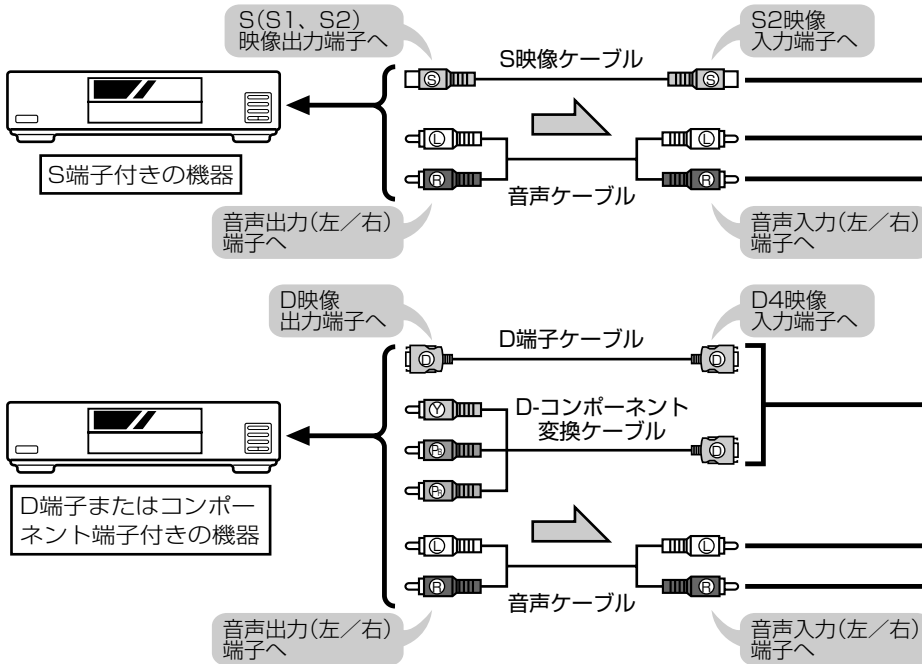 S(S1、S2)
映像出力端子へ
S2映像
入力端子へ
S映像ケーブル
S
S
L
L
R
R
S端子付きの機器
音声ケーブル
音声出力(左／右)
端子へ
音声入力(左／右)
端子へ
D映像
出力端子へ
D4映像
入力端子へ
D端子ケーブル
D
D
Y
D-コンポーネント
変換ケーブル
PB
D
PR
D端子またはコンポー
ネント端子付きの機器
L
L
R
R
音声ケーブル
音声出力(左／右)
端子へ
音声入力(左／右)
端子へ